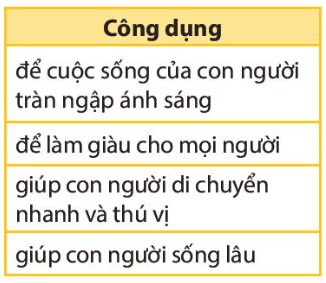 Công dụng
để cuộc sống của con người
tràn ngập ánh sáng
để làm giàu cho mọi người
giúp con người di chuyển
nhanh và thú vị
giúp con người sống lâu